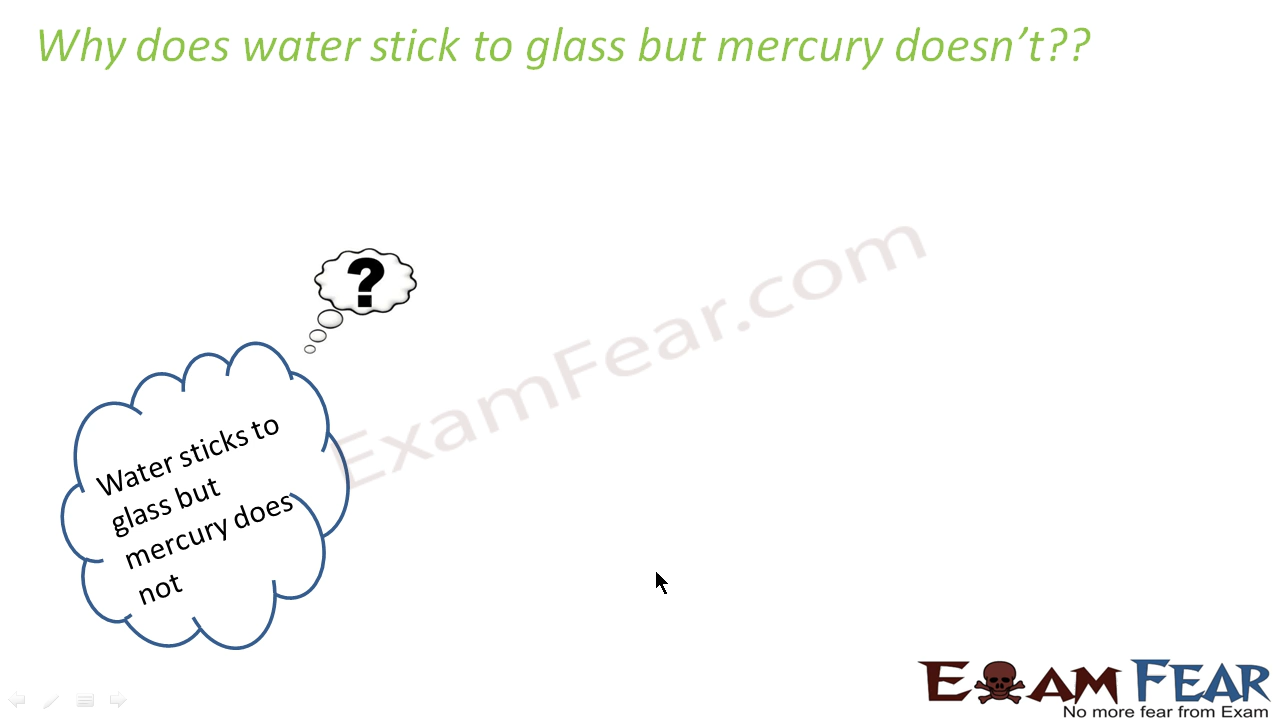 Why does water stick to glass but mercury doesn’t??
?
ExamFear.com
Water sticks to
glass but
mercury does
not
EXAM FEAR
No more fear from Exam